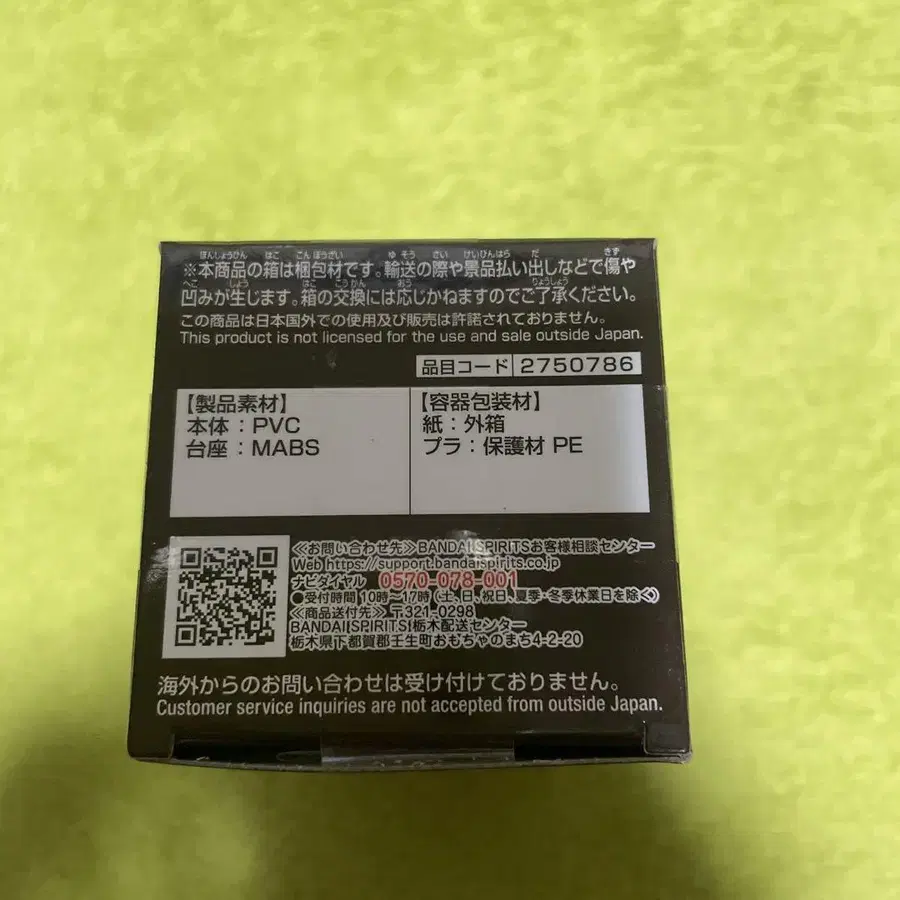 ※本商品の箱は梱包材です。輸送の際や景品払い出しなどで傷や
凹みが生じます。箱の交換には応じかねますのでご了承ください。
この商品は日本国外での使用及び販売は許諾されておりません。
This product is not licensed for the use and sale outside Japan.
品目コード 2750786
【製品素材】
本体：PVC
台座：MABS
【容器包装材】
紙：外箱
プラ：保護材 PE
≪お問い合わせ先≫BANDAI SPIRITSお客様相談センター
Web https://support.bandaispirits.co.jp
ナビダイヤル 0570-078-001
●受付時間 10時～17時(土、日、祝日、夏季・冬季休業日を除く)
≪商品送付先≫〒321-0298
BANDAI SPIRITS 栃木配送センター
栃木県下都賀郡壬生町おもちゃのまち4-2-20
海外からのお問い合わせは受け付けておりません。
Customer service inquiries are not accepted from outside Japan.